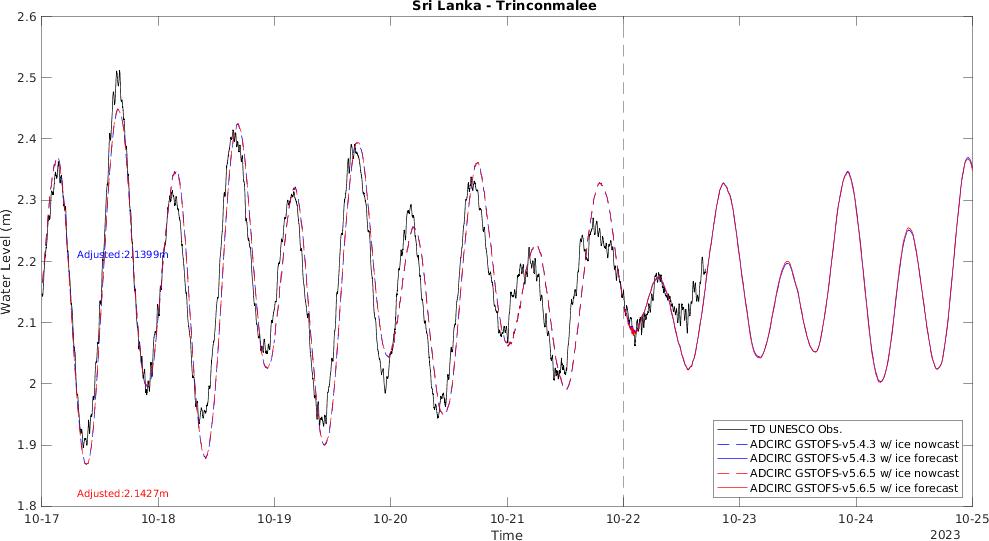 Sri Lanka - Trinconmalee
2.6
2.5
2.4
2.3
2.2
2.1
2
1.9
1.8
Water Level (m)
Adjusted:2.1399m
Adjusted:2.1427m
TD UNESCO Obs.
ADCIRC GSTOFS-v5.4.3 w/ ice nowcast
ADCIRC GSTOFS-v5.4.3 w/ ice forecast
ADCIRC GSTOFS-v5.6.5 w/ ice nowcast
ADCIRC GSTOFS-v5.6.5 w/ ice forecast
10-17 10-18 10-19 10-20 10-21 10-22 10-23 10-24 10-25
Time
2023